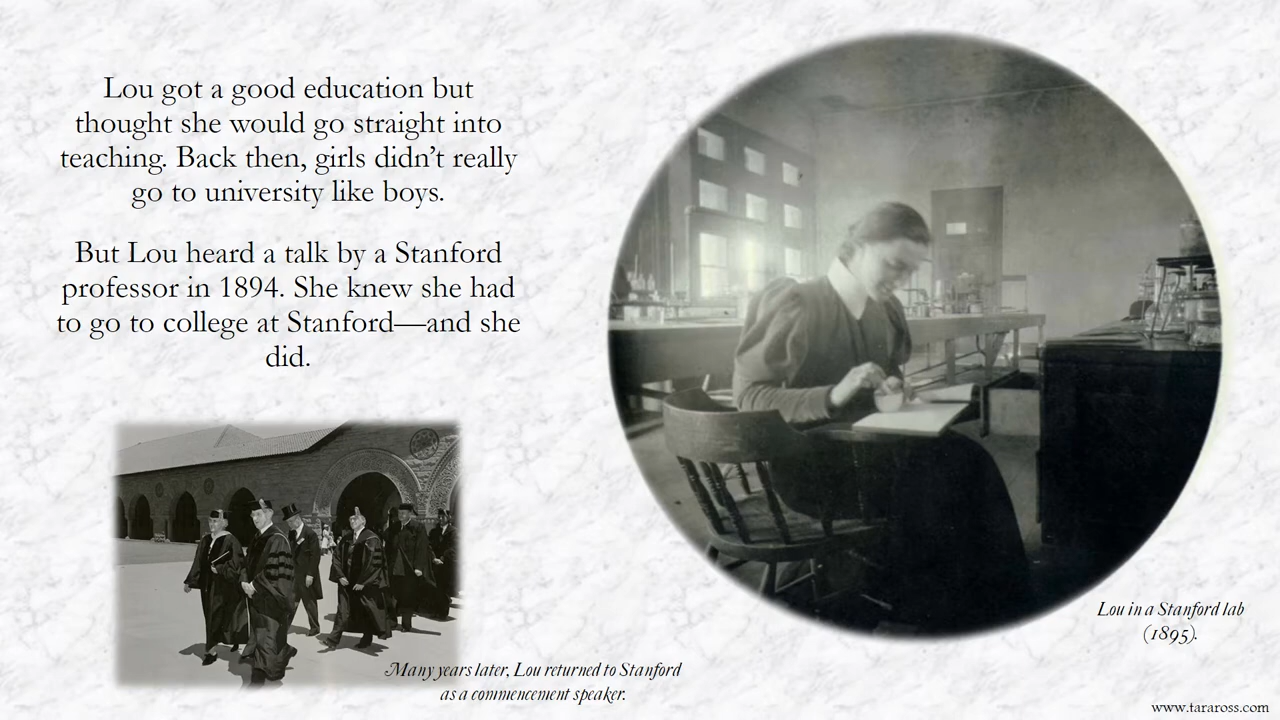 Lou got a good education but
thought she would go straight into
teaching. Back then, girls didn’t really
go to university like boys.
But Lou heard a talk by a Stanford
professor in 1894. She knew she had
to go to college at Stanford—and she
did.
Many years later, Lou returned to Stanford
as a commencement speaker.
Lou in a Stanford lab
(1895).
www.taraross.com